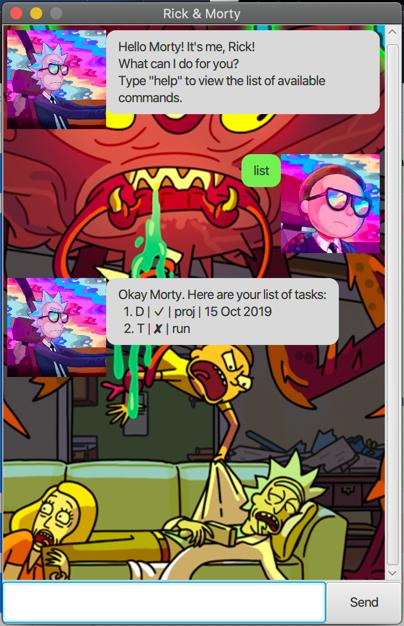 Rick & Morty
Hello Morty! It's me, Rick!
What can I do for you?
Type "help" to view the list of available
commands.
list
Okay Morty. Here are your list of tasks:
1. D | ✓ | proj | 15 Oct 2019
2. T | ✘ | run
Send